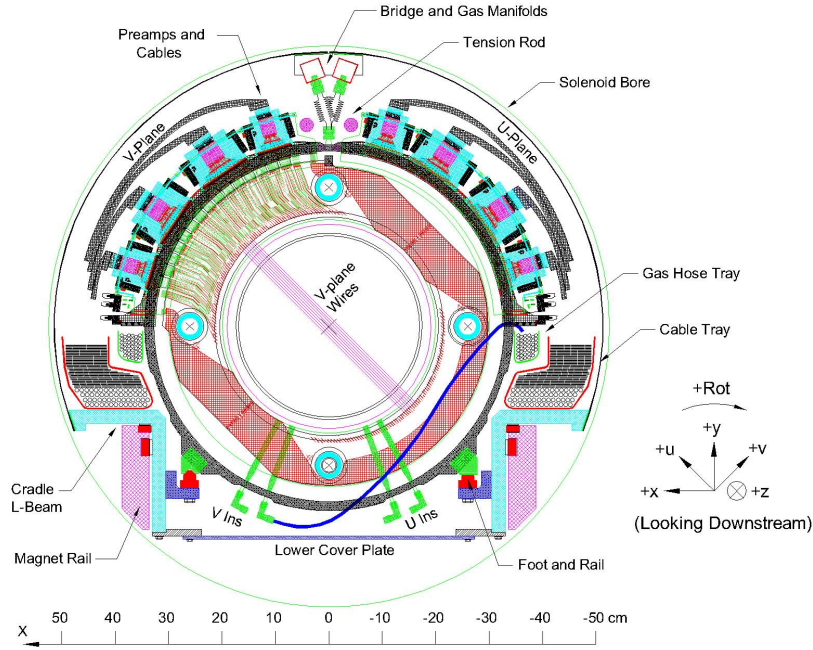 Bridge and Gas Manifolds
Preamps and
Cables
Tension Rod
Solenoid Bore
V-Plane
U-Plane
Gas Hose Tray
V-plane
Wires
Cable Tray
+Rot
+y
+u
+v
+x
+z
(Looking Downstream)
Cradle
L-Beam
V Ins
U Ins
Magnet Rail
Lower Cover Plate
Foot and Rail
X
50
40
30
20
10
0
-10
-20
-30
-40
-50 cm